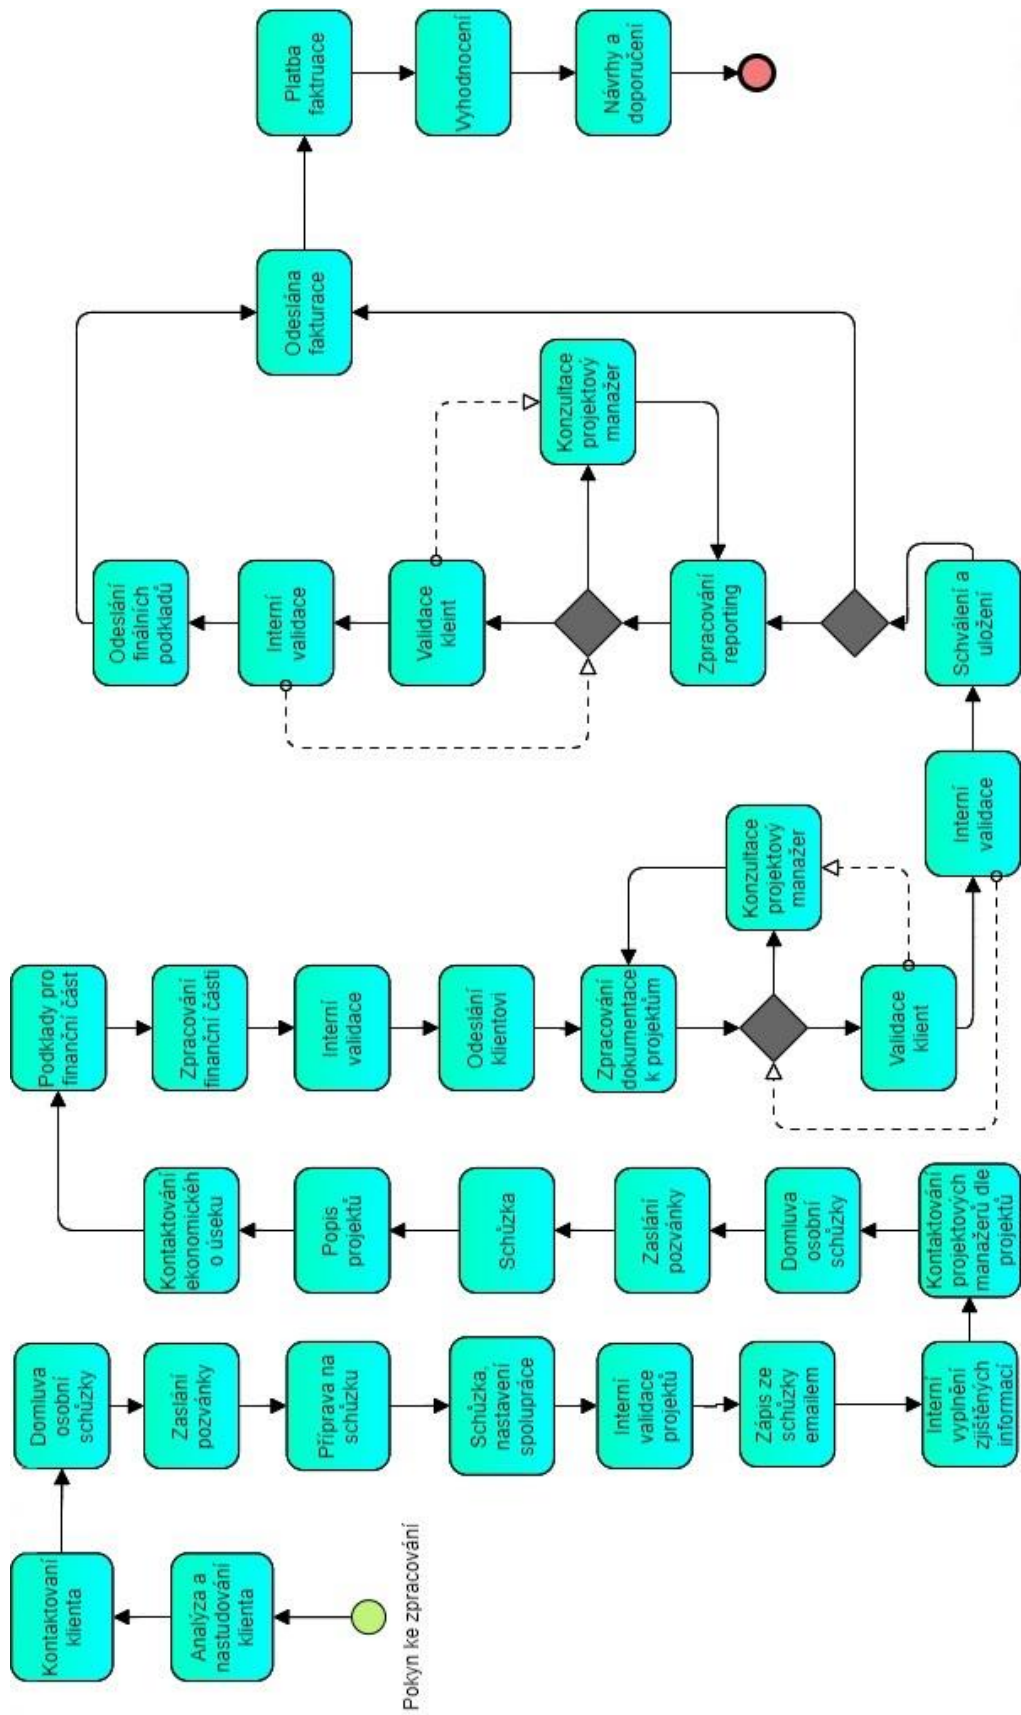 Pokyn ke zpracování
Analýza a
nastudování
klienta
Kontaktování
klienta
Domluva
osobní
schůzky
Zaslání
pozvánky
Příprava na
schůzku
Schůzka,
nastavení
spolupráce
Interní
validace
projektů
Zápis ze
schůzky
emailem
Interní
vyplnění
zjištěných
informací
Kontaktování
projektových
manažerů dle
projektů
Domluva
osobní
schůzky
Zaslání
pozvánky
Schůzka
Popis
projektů
Kontaktování
ekonomickéh
o úseku
Podklady pro
finanční část
Zpracování
finanční části
Interní
validace
Odeslání
klientovi
Zpracování
dokumentace
k projektům
Konzultace
projektový
manažer
Validace
klient
Interní
validace
Schválení a
uložení
Zpracování
reporting
Konzultace
projektový
manažer
Validace
kleint
Interní
validace
Odeslání
finálních
podkladů
Odeslána
fakturace
Platba
faktruace
Vyhodnocení
Návrhy a
doporučení